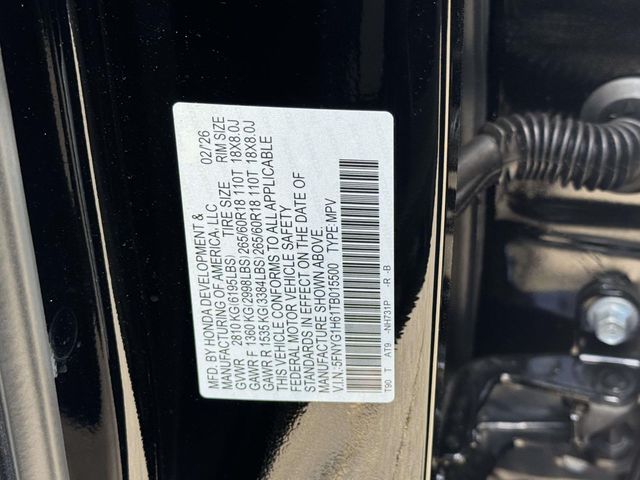 MFD. BY HONDA DEVELOPMENT &
MANUFACTURING OF AMERICA, LLC 02/'26
TIRE SIZE RIM SIZE
GVWR 2810 KG(6195LBS)
GAWR F 1360 KG(2998LBS)265/60R18 110T 18X8.0J
GAWR R 1535 KG(3384LBS)265/60R18 110T 18X8.0J
THIS VEHICLE CONFORMS TO ALL APPLICABLE
FEDERAL MOTOR VEHICLE SAFETY
STANDARDS IN EFFECT ON THE DATE OF
MANUFACTURE SHOWN ABOVE.
V.I.N.:5FNYG1H61TB015500 TYPE:MPV
T90 T AT9 -NH731P -R -B